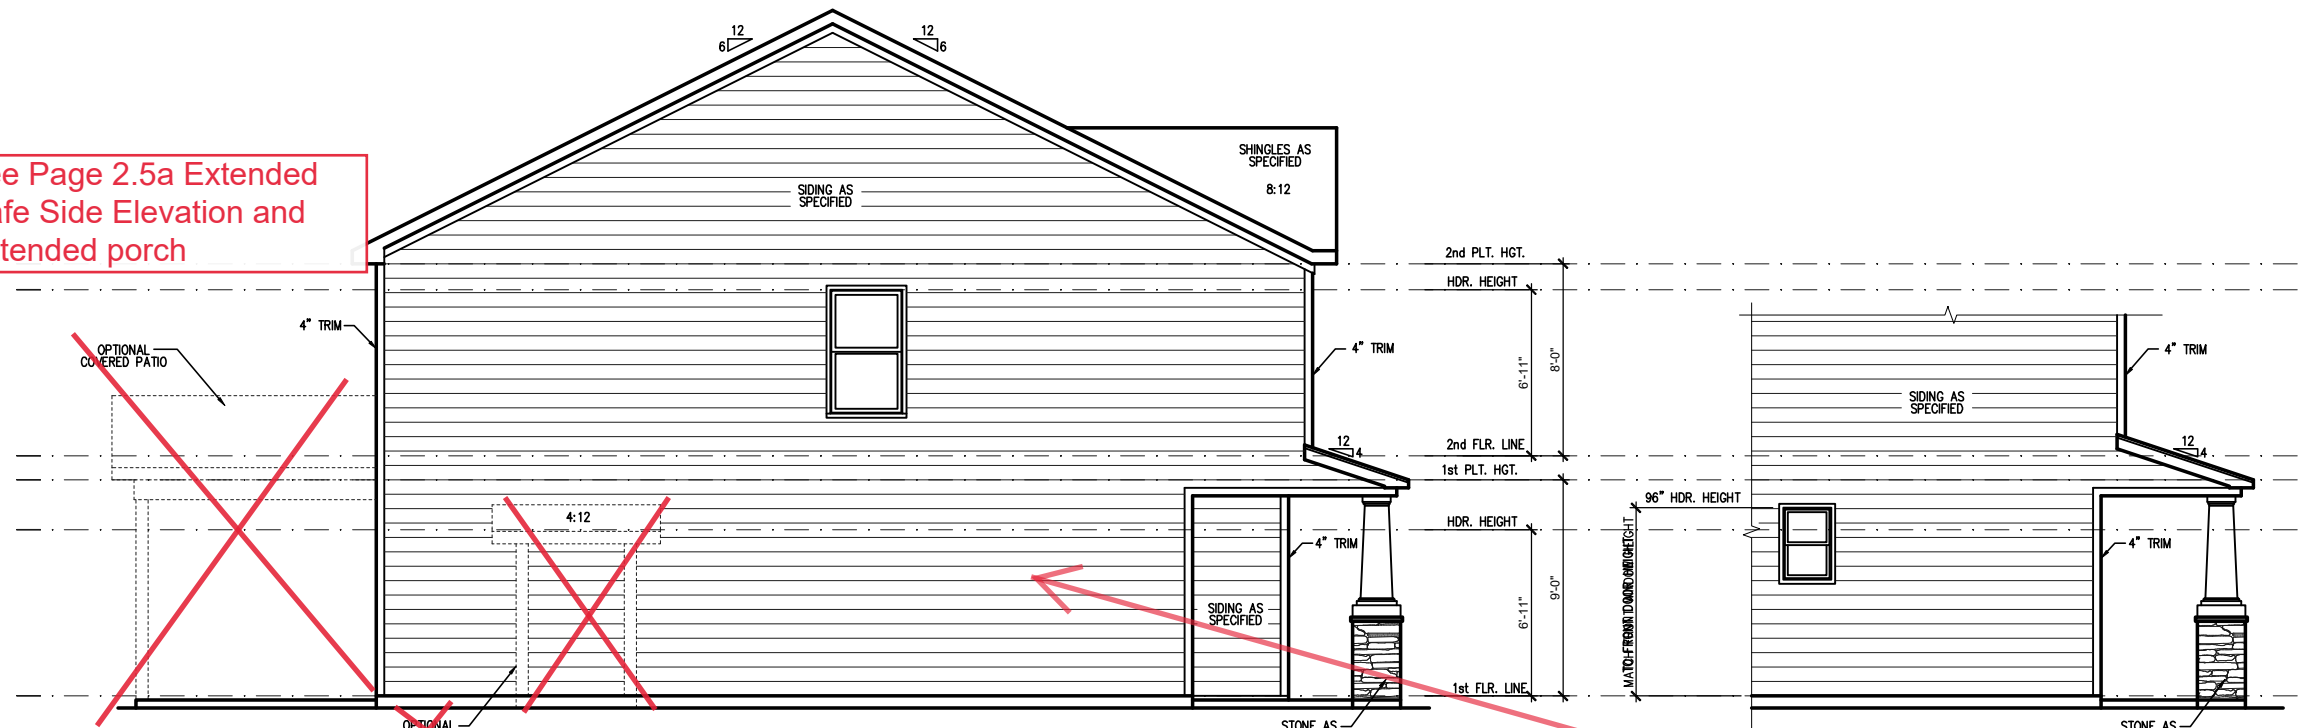 12
6
12
6
SHINGLES AS
SPECIFIED
8:12
Page 2.5a Extended
Side Elevation and
porch
SIDING AS
SPECIFIED
2nd PLT. HGT.
HDR. HEIGHT
4" TRIM
OPTIONAL
COVERED PATIO
4" TRIM
6'-11"
8'-0"
4" TRIM
SIDING AS
SPECIFIED
2nd FLR. LINE
12
4
12
4
1st PLT. HGT.
96" HDR. HEIGHT
4:12
HDR. HEIGHT
4" TRIM
4" TRIM
6'-11"
9'-0"
SIDING AS
SPECIFIED
1st FLR. LINE
OPTIONAL
STONE AS
STONE AS